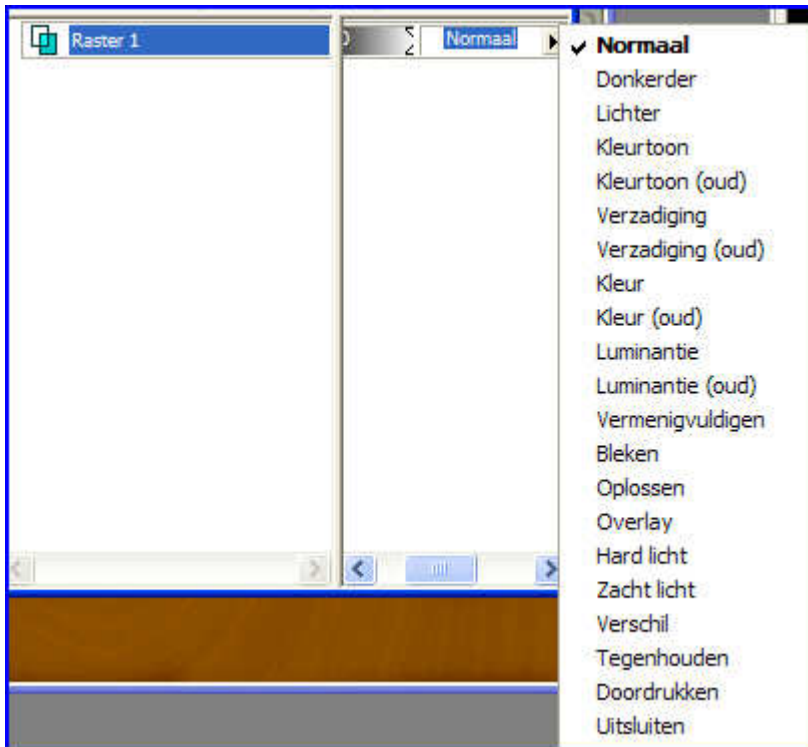 Raster 1
Normaal
Normaal
Donkerder
Lichter
Kleurtoon
Kleurtoon (oud)
Verzadiging
Verzadiging (oud)
Kleur
Kleur (oud)
Luminantie
Luminantie (oud)
Vermenigvuldigen
Bleken
Oplossen
Overlay
Hard licht
Zacht licht
Verschil
Tegenhouden
Doordrukken
Uitsluiten